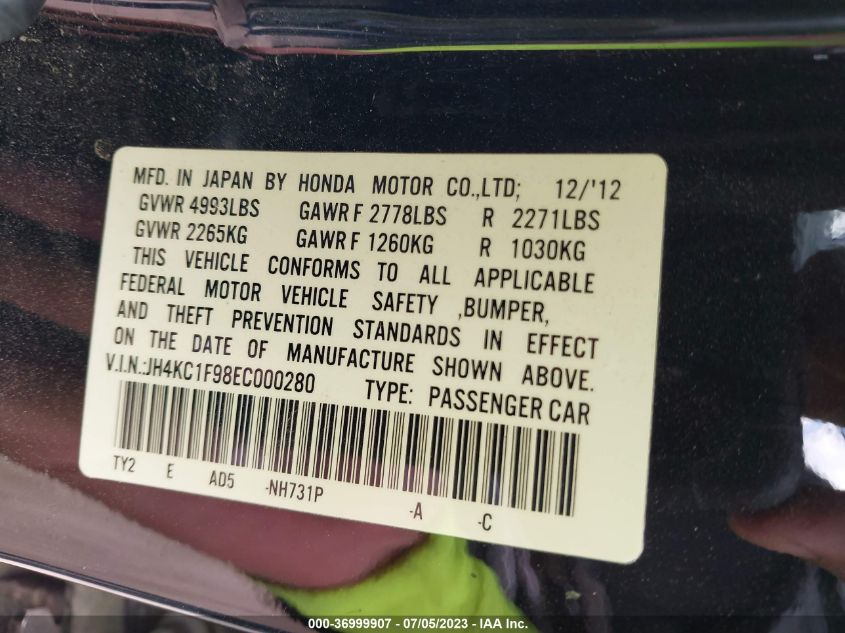 MFD. IN JAPAN BY HONDA MOTOR CO.,LTD; 12/'12
GVWR 4993LBS GAWR F 2778LBS R 2271LBS
GVWR 2265KG GAWR F 1260KG R 1030KG
THIS VEHICLE CONFORMS TO ALL APPLICABLE
FEDERAL MOTOR VEHICLE SAFETY ,BUMPER,
AND THEFT PREVENTION STANDARDS IN EFFECT
ON THE DATE OF MANUFACTURE SHOWN ABOVE.
V.I.N.:JH4KC1F98EC000280 TYPE: PASSENGER CAR
TY2 E AD5 -NH731P -A -C
000-36999907 - 07/05/2023 - IAA Inc.